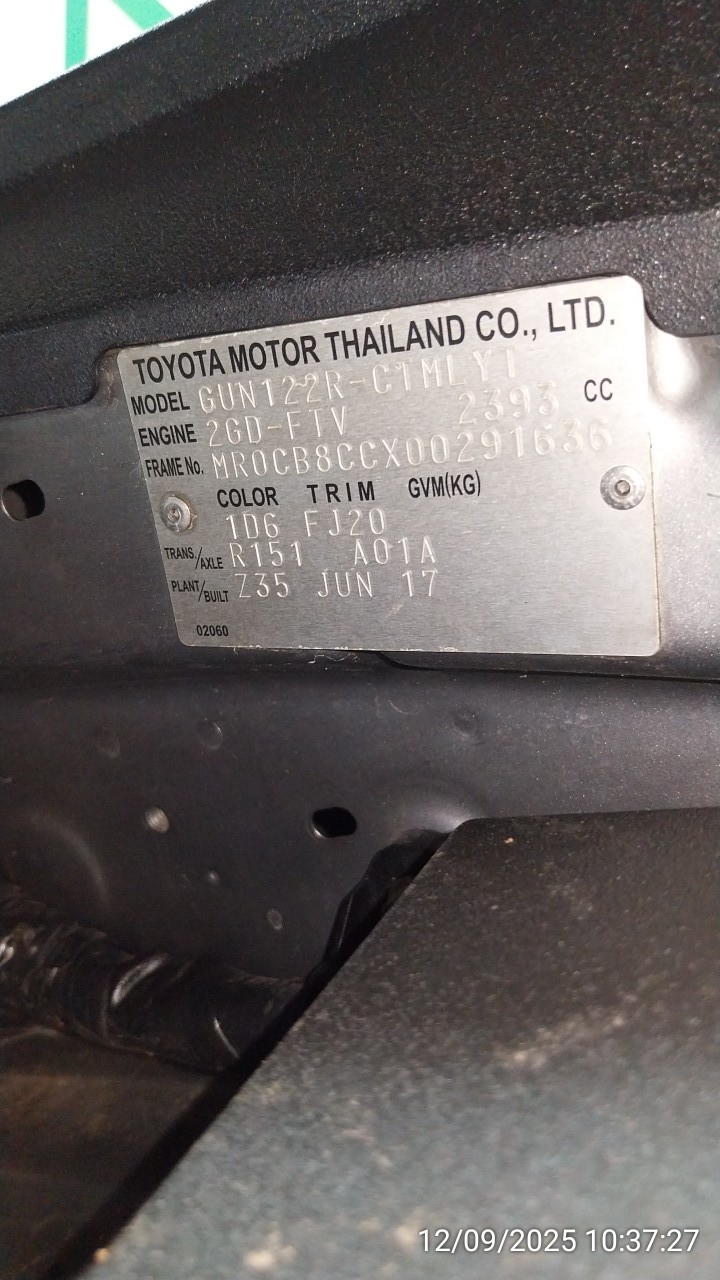 TOYOTA MOTOR THAILAND CO., LTD.
MODEL GUN122R-CTMLYT
ENGINE 2GD-FTV 2393 CC
FRAME No. MR0CB8CCX00291636
COLOR TRIM GVM(KG)
1D6 FJ20
TRANS./AXLE R151 A01A
PLANT/BUILT Z35 JUN 17
02060
12/09/2025 10:37:27